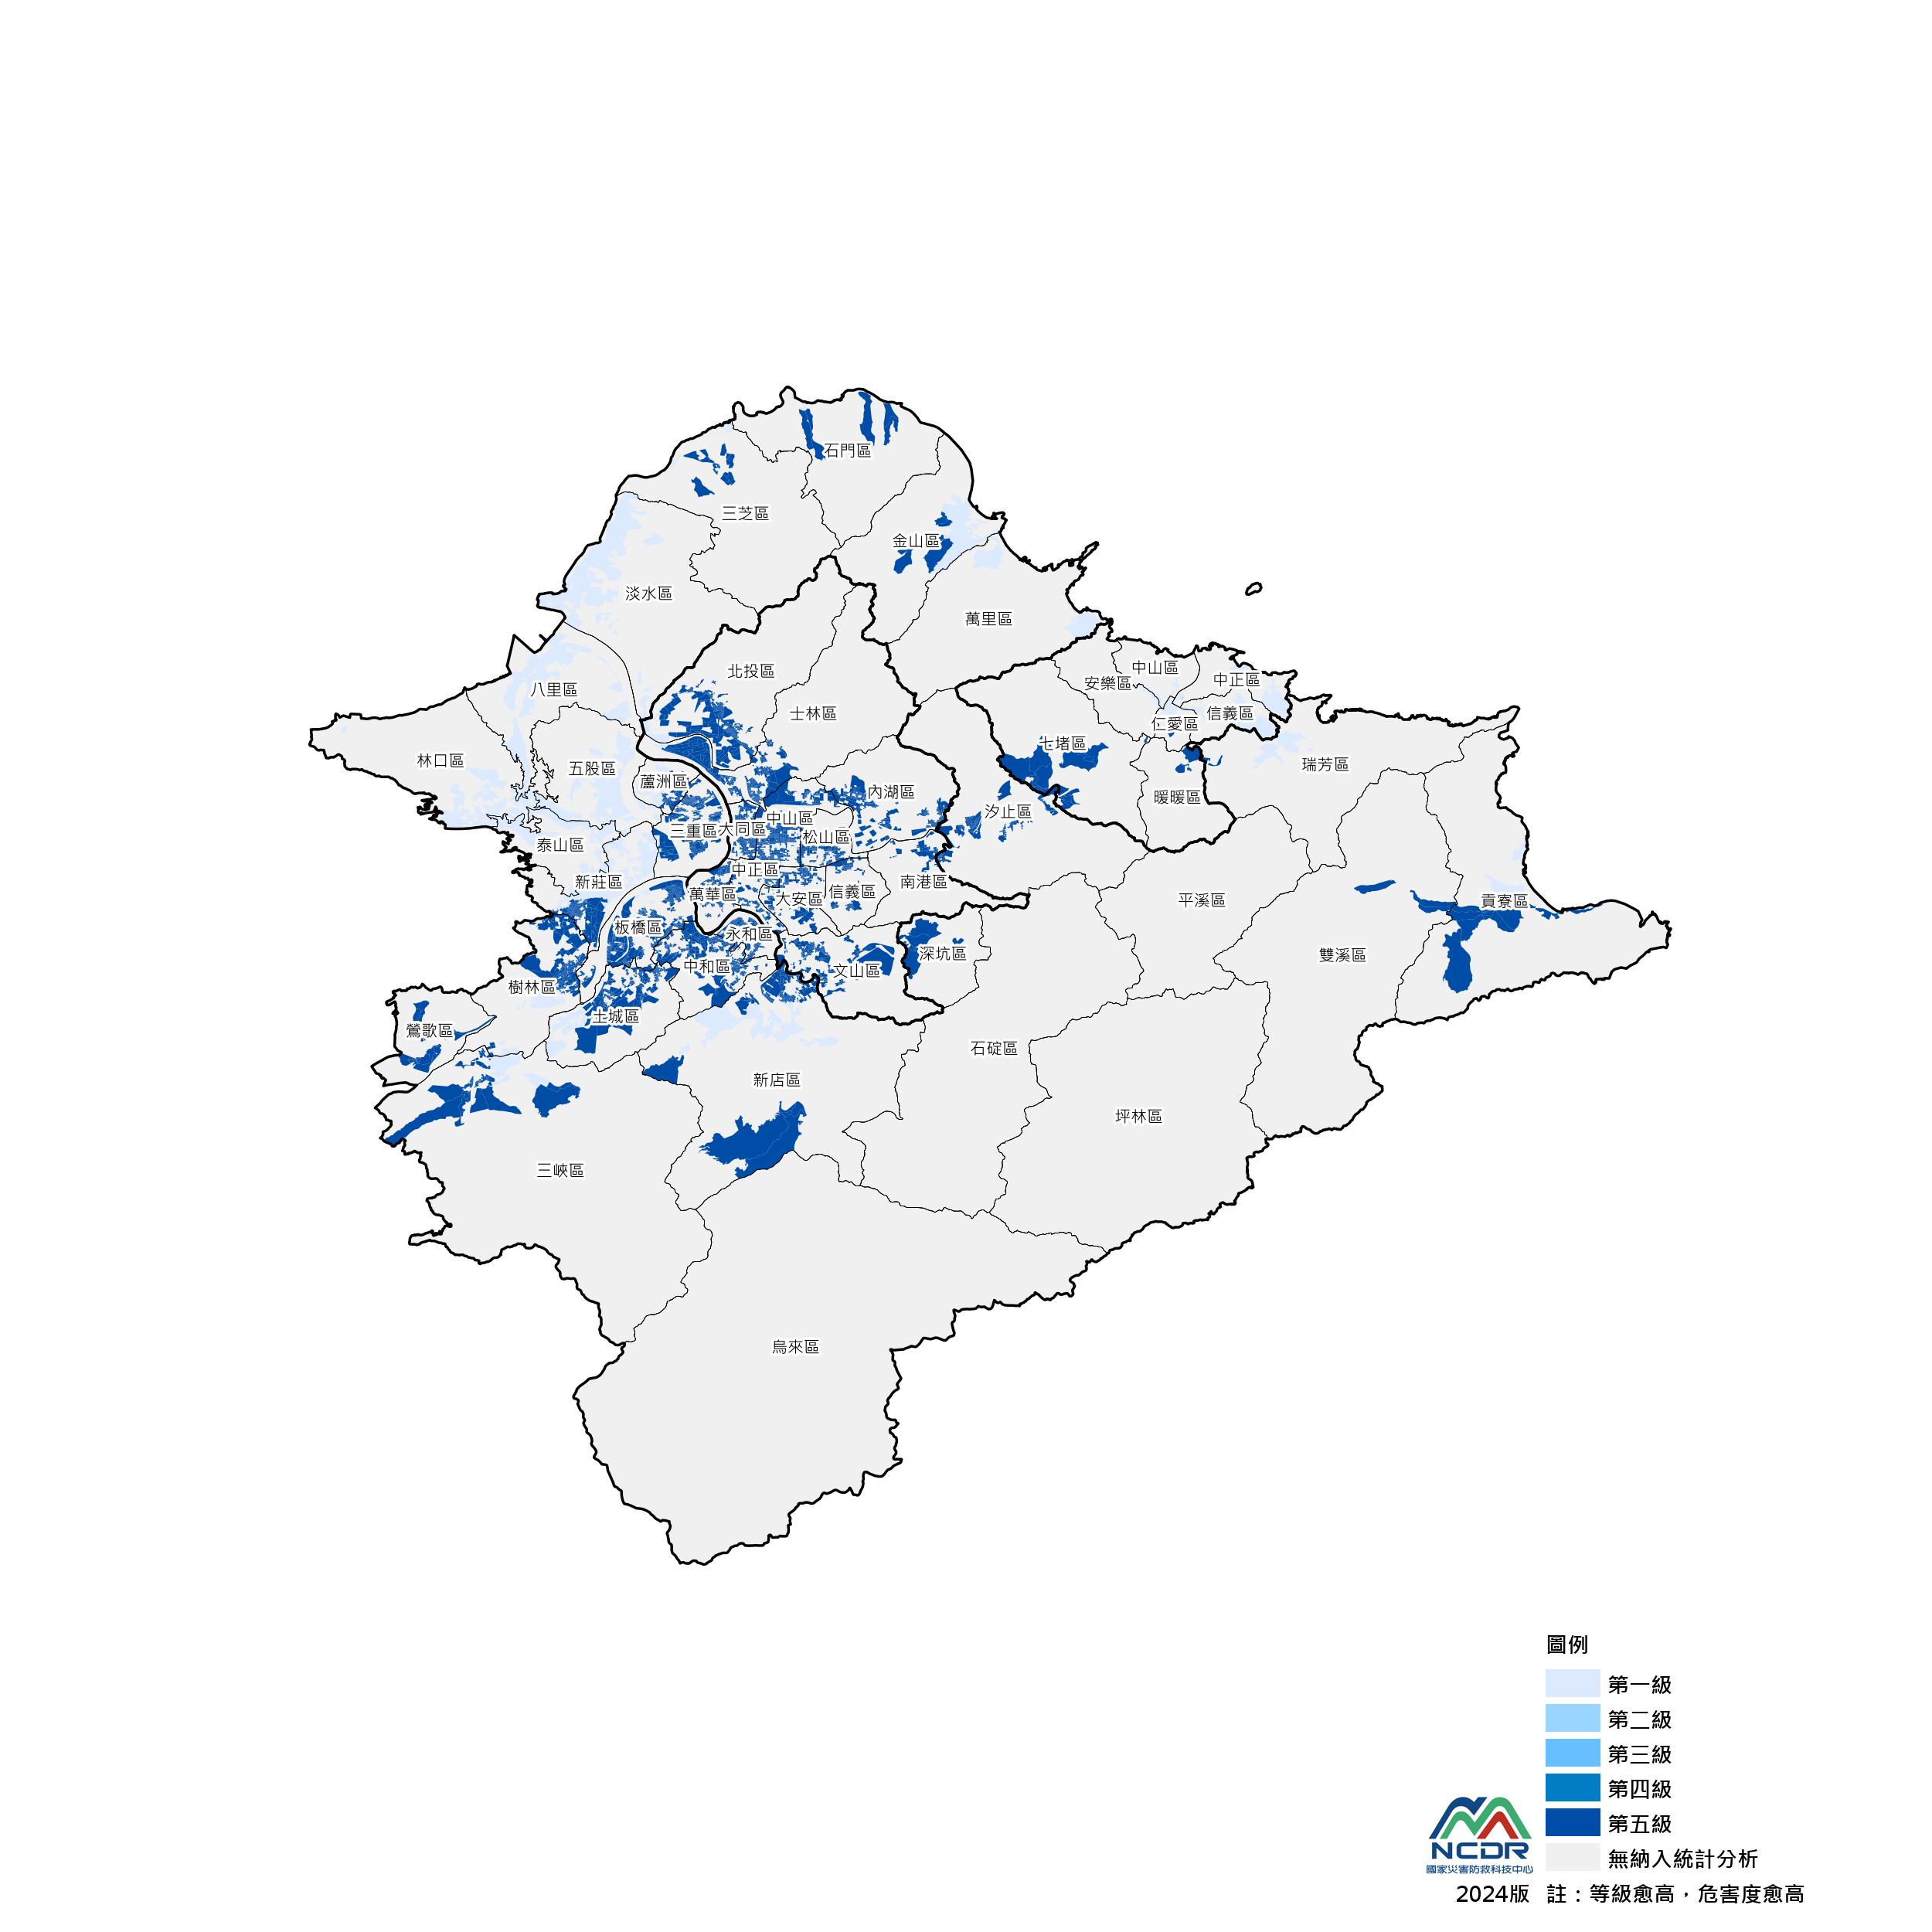 石門區
三芝區
金山區
淡水區
萬里區
北投區
中山區
中正區
安樂區
八里區
士林區
信義區
仁愛區
七堵區
林口區
五股區
瑞芳區
蘆洲區
內湖區
暖暖區
汐止區
中山區
三重區
大同區
松山區
泰山區
中正區
新莊區
南港區
信義區
萬華區
大安區
平溪區
貢寮區
板橋區
永和區
深坑區
雙溪區
中和區
文山區
樹林區
土城區
鶯歌區
石碇區
新店區
坪林區
三峽區
烏來區
圖例
第一級
第二級
第三級
第四級
第五級
無納入統計分析
NCDR
國家災害防救科技中心
2024版 註：等級愈高，危害度愈高